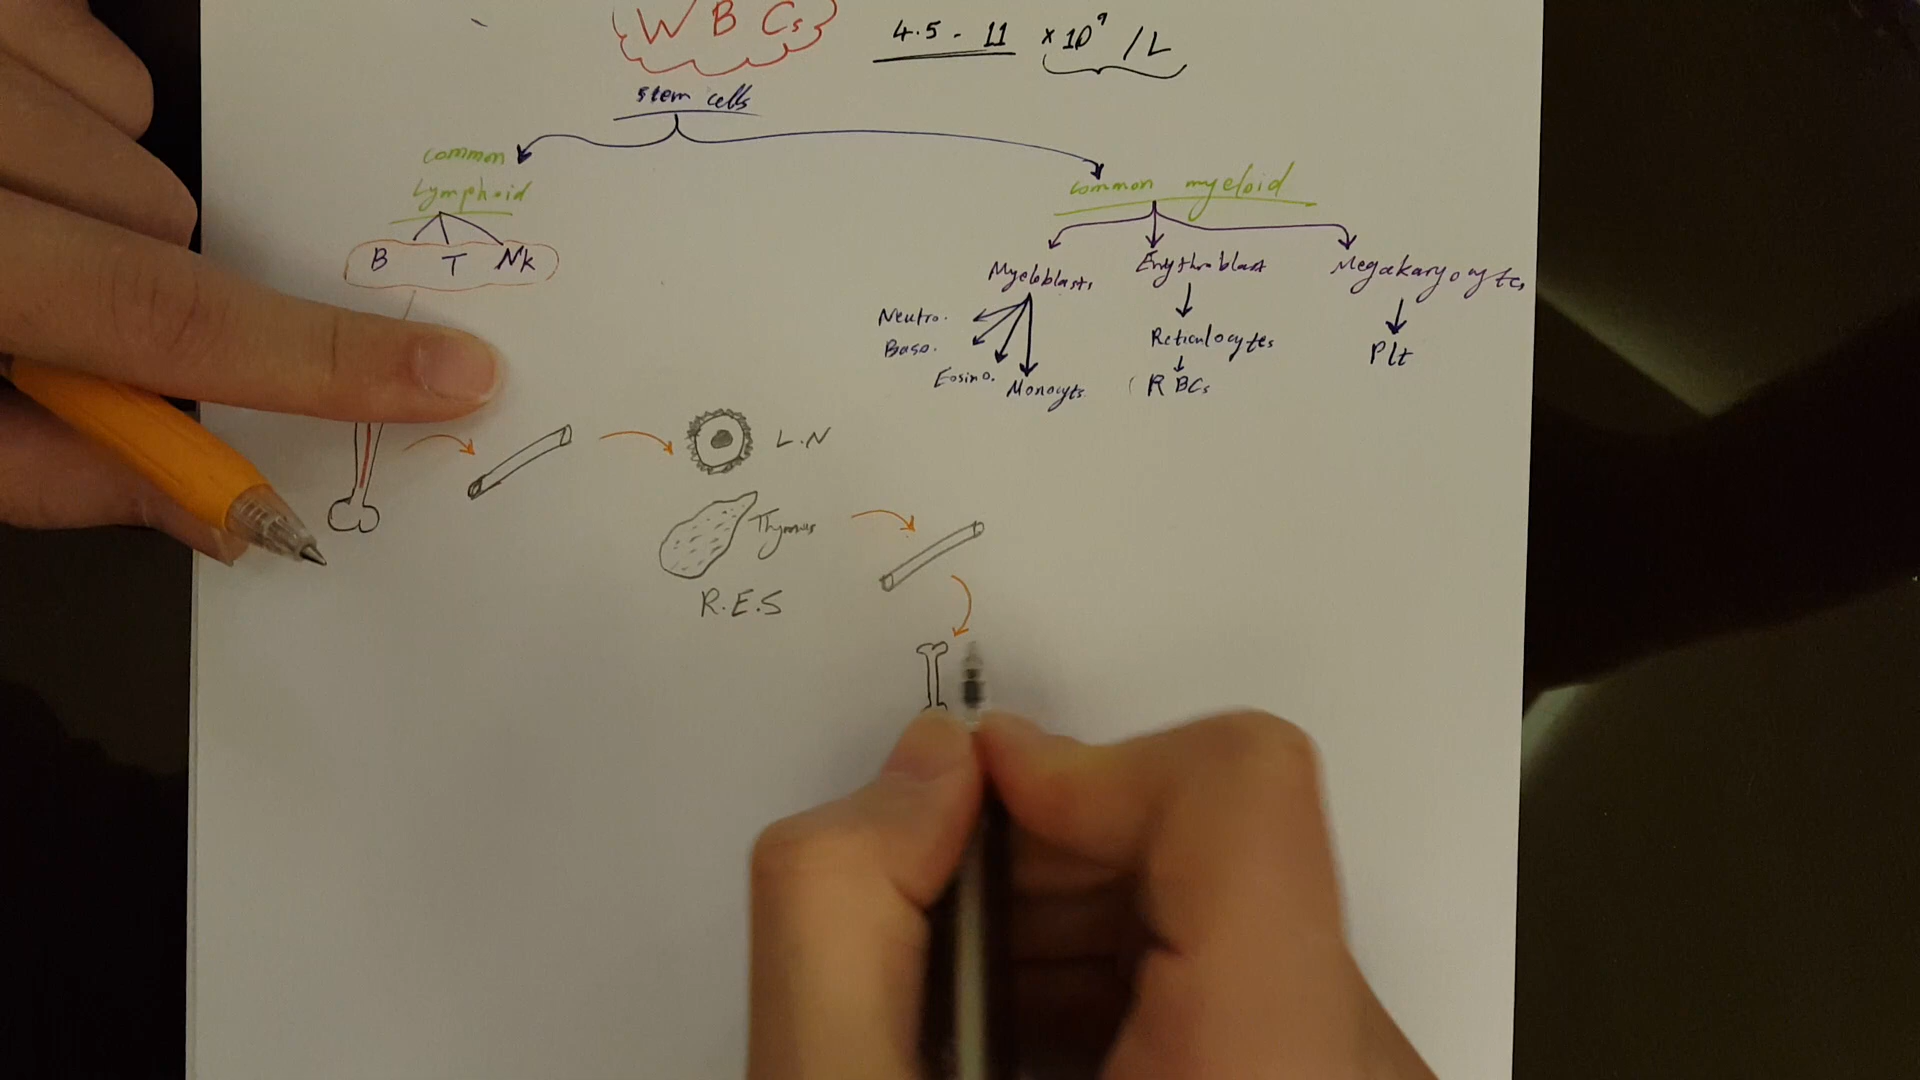 WBCs
4.5 - 11 ×10⁹ /L
stem cells
common
Lymphoid
B T Nk
common myeloid
Myeloblasts
Erythroblast
Megakaryocytes
Neutro.
Baso.
Eosino.
Monocyts
Reticulocytes
RBCs
Plt
L.N
Thymus
R.E.S